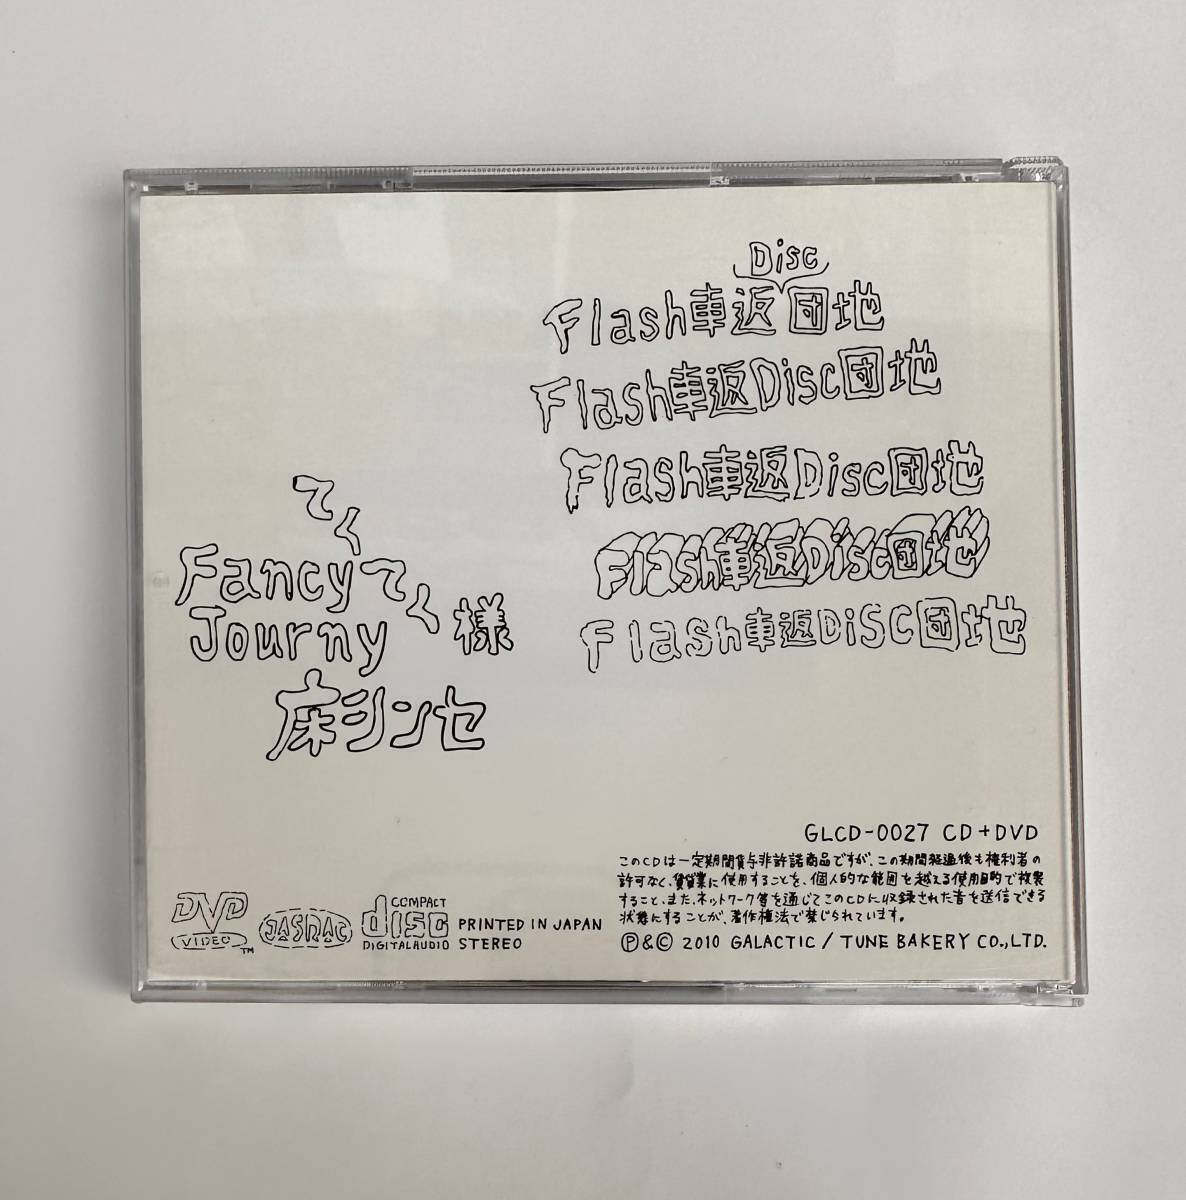 Disc
Flash車返団地
Flash車返Disc団地
Flash車返Disc団地
Flash車返Disc団地
Flash車返DiSC団地
てく
Fancyてく様
Journy
床シンセ
GLCD-0027 CD+DVD
このCDは一定期間貸与非許諾商品ですが、この期間経過後も権利者の
許可なく、賃貸業に使用することを、個人的な範囲を越える使用目的で複製
すること、また、ネットワーク等を通じてこのCDに収録された音を送信できる
状態にすることが、著作権法で禁じられています。
Ⓟ&© 2010 GALACTIC / TUNE BAKERY CO.,LTD.
DVD
VIDEO TM
JASRAC
COMPACT
disc
DIGITAL AUDIO
PRINTED IN JAPAN
STEREO